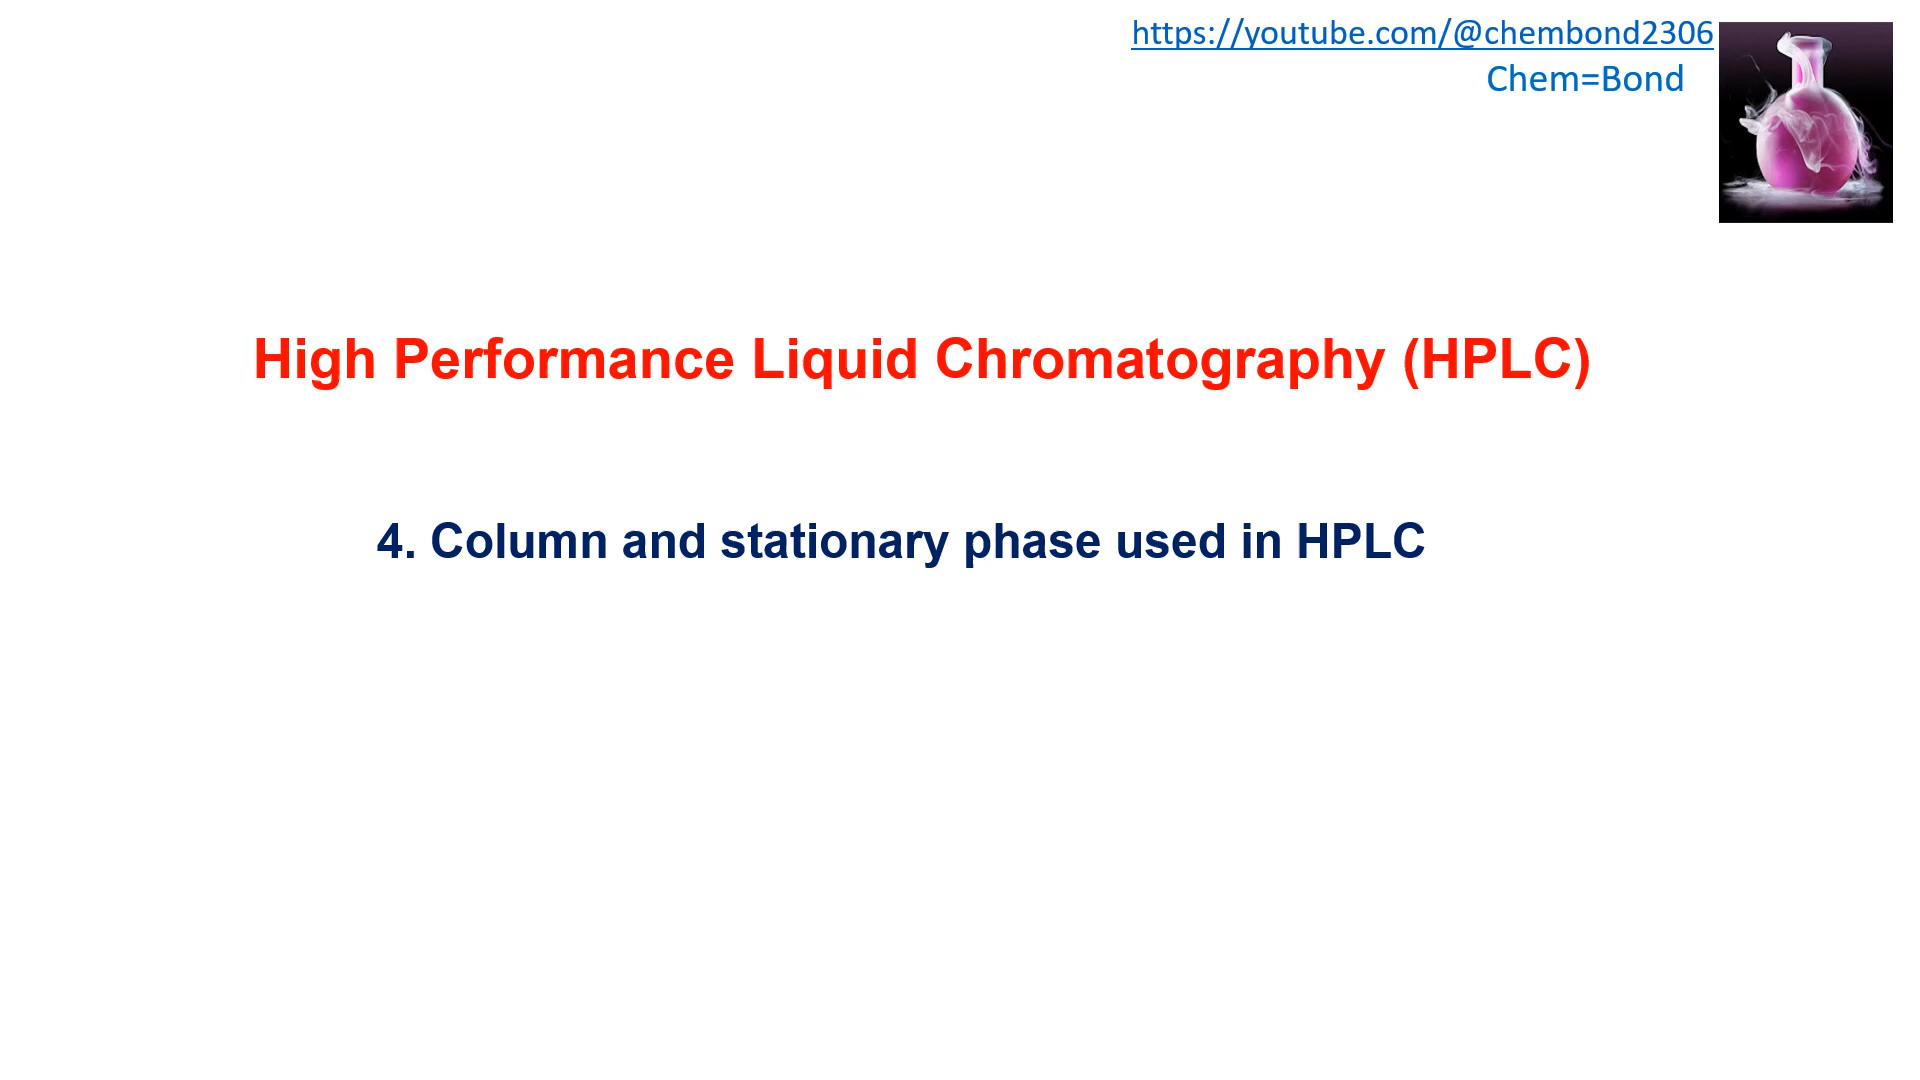 https://youtube.com/@chembond2306
Chem=Bond
High Performance Liquid Chromatography (HPLC)
4. Column and stationary phase used in HPLC